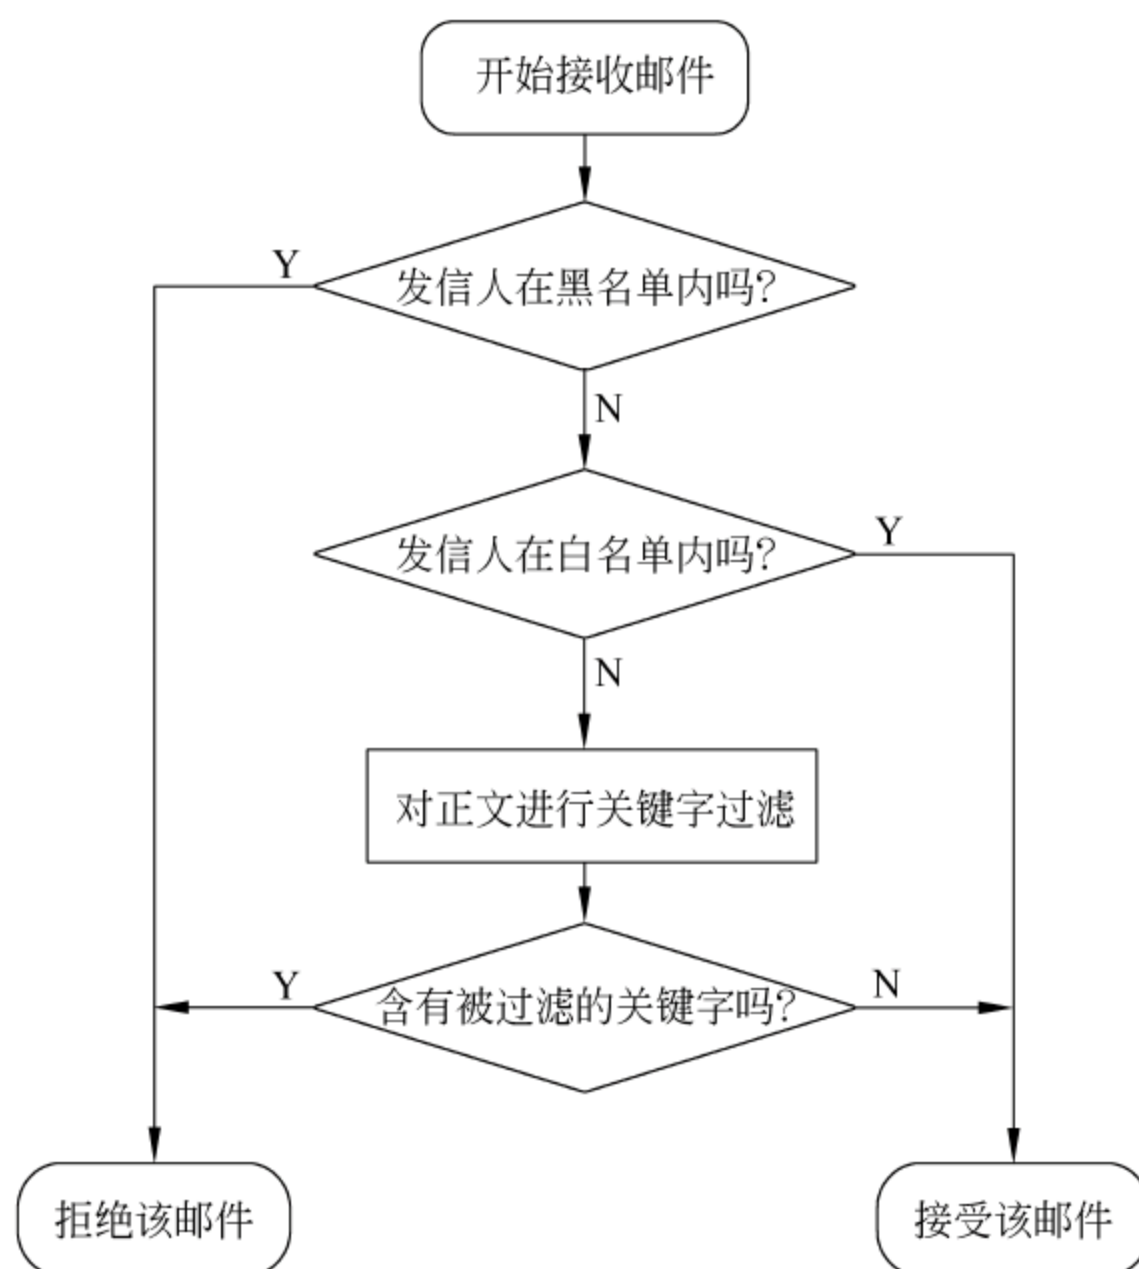 开始接收邮件
Y
发信人在黑名单内吗?
N
发信人在白名单内吗?
Y
N
对正文进行关键字过滤
Y
含有被过滤的关键字吗?
N
拒绝该邮件
接受该邮件